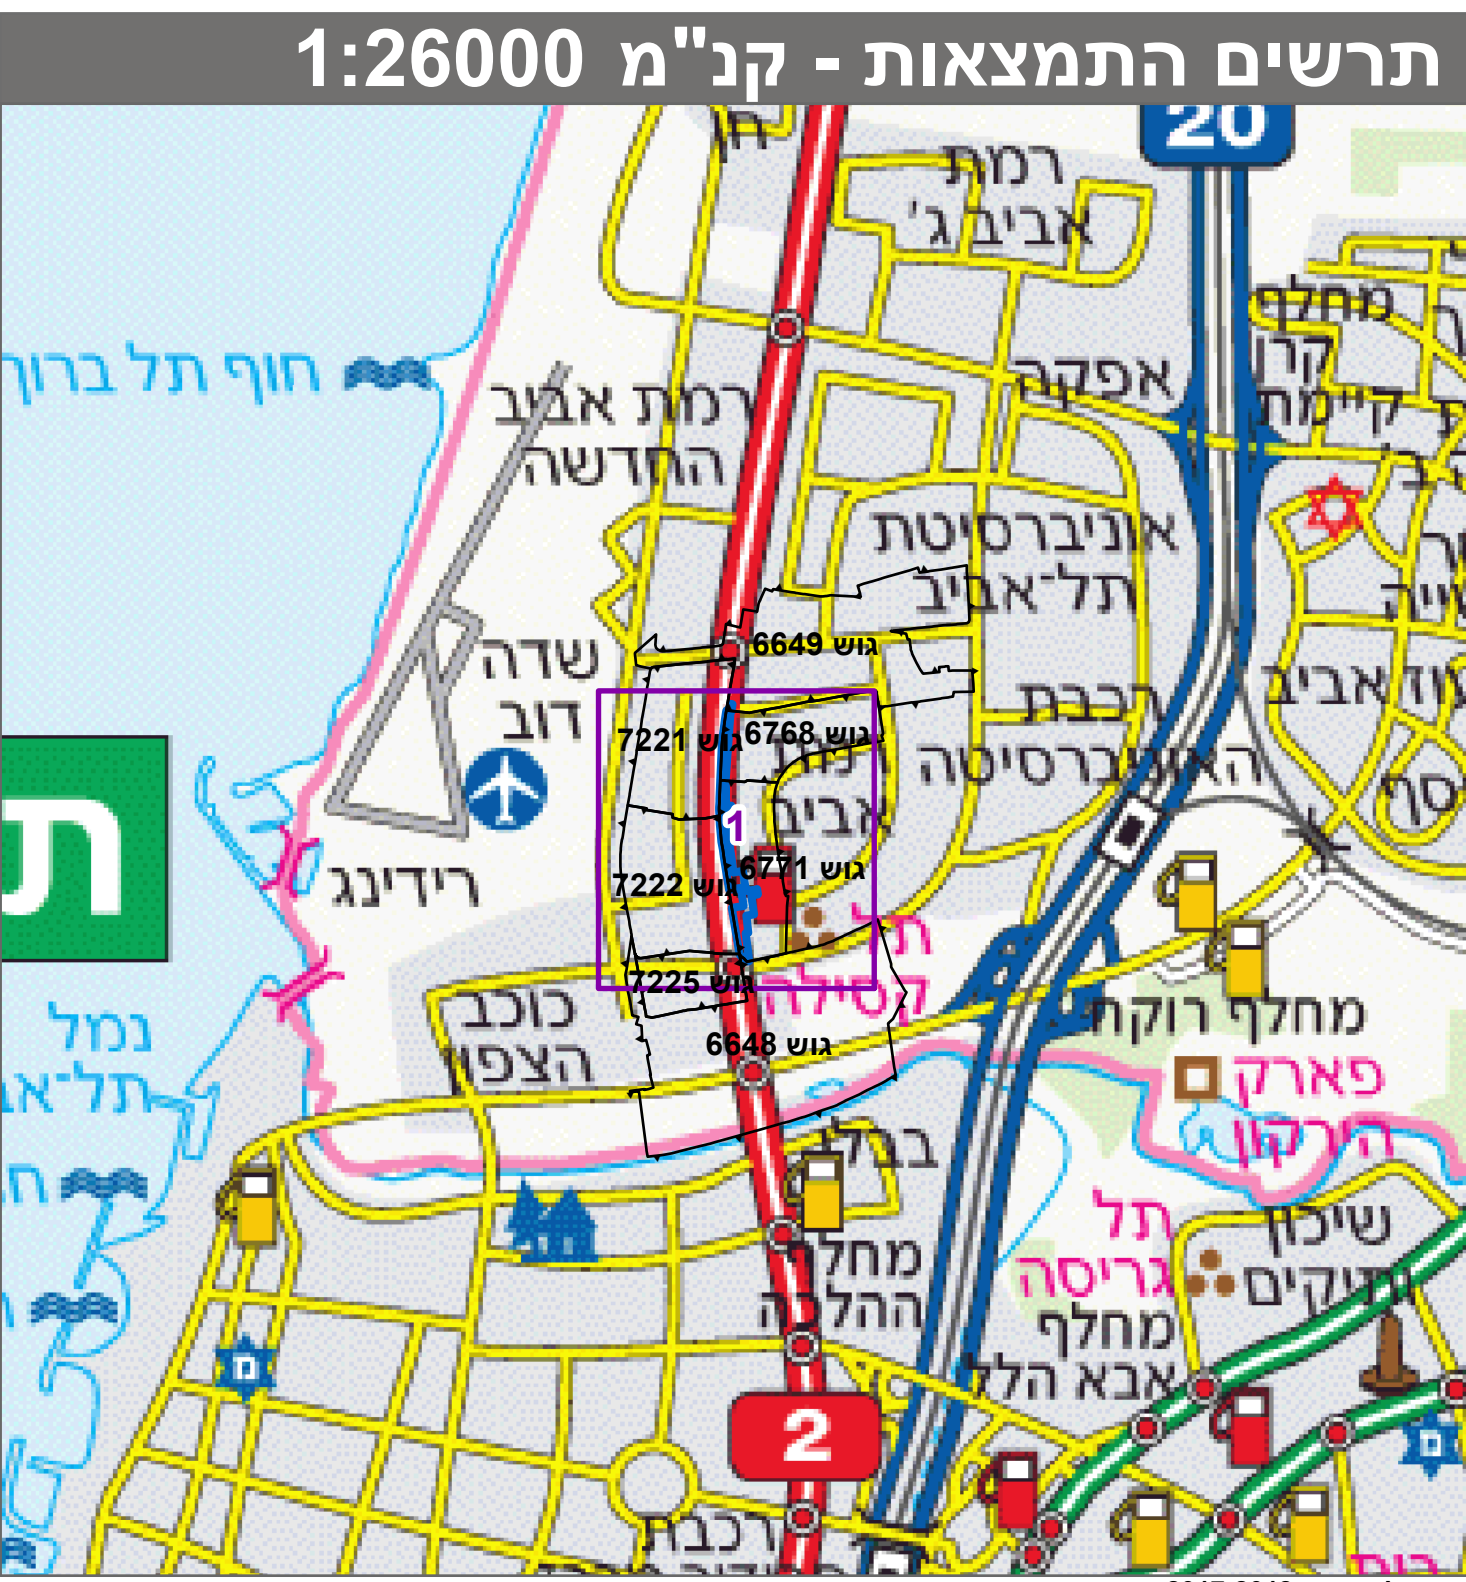 תרשים התמצאות - קנ"מ 1:26000
20
רמת
אביב ג'
מחלף
קרן
קיימת
אפקה
חוף תל ברוך
רמת אביב
החדשה
אוניברסיטת
תל־אביב
גוש 6649
שדה
דוב
רכבת
האוניברסיטה
גוש 6768
גוש 7221
רמת
אביב
1
גוש 6771
גוש 7222
רידינג
ת
תל
קסילה
גוש 7225
כוכב
הצפון
גוש 6648
מחלף רוקח
נמל
פארק
הירקון
בבלי
תל
גריסה
שיכון
ותיקים
מחלף
ההלכה
מחלף
אבא הלל
2
רכבת